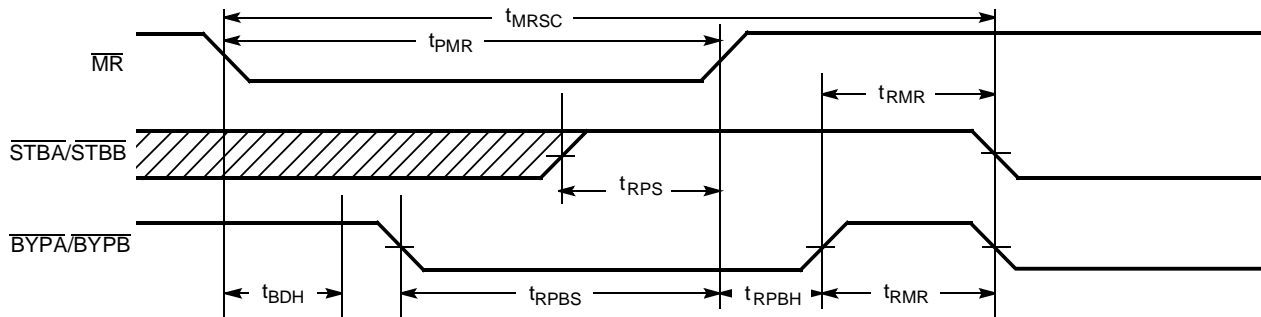 tMRSC
tPMR
MR
tRMR
STBA/STBB
tRPS
BYPA/BYPB
tBDH tRPBS tRPBH tRMR